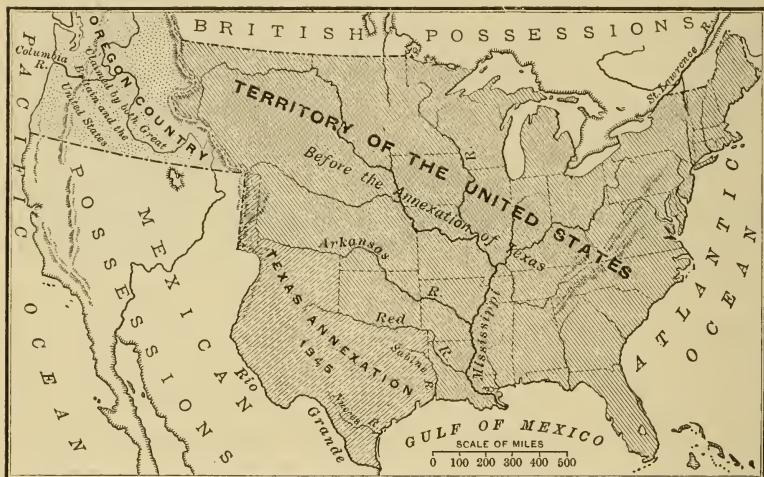 BRITISH POSSESSIONS
OREGON COUNTRY
Claimed by both Great
Britain and the
United States
Columbia
R.
St. Lawrence R.
TERRITORY OF THE UNITED STATES
Before the Annexation of Texas
R.
PACIFIC OCEAN
MEXICAN
POSSESSIONS
Arkansas R.
TEXAS ANNEXATION
1845
Red R.
Sabine R.
Nueces R.
Rio Grande
Mississippi
ATLANTIC
OCEAN
GULF OF MEXICO
SCALE OF MILES
0 100 200 300 400 500